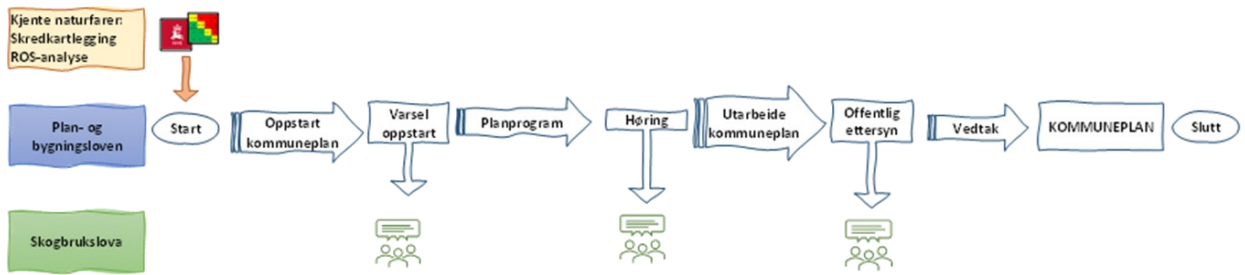 Kjente naturfarer:
Skredkartlegging
ROS-analyse
Plan- og
bygningsloven
Start
Oppstart
kommuneplan
Varsel
oppstart
Planprogram
Høring
Utarbeide
kommuneplan
Offentlig
ettersyn
Vedtak
KOMMUNEPLAN
Slutt
Skogbrukslova